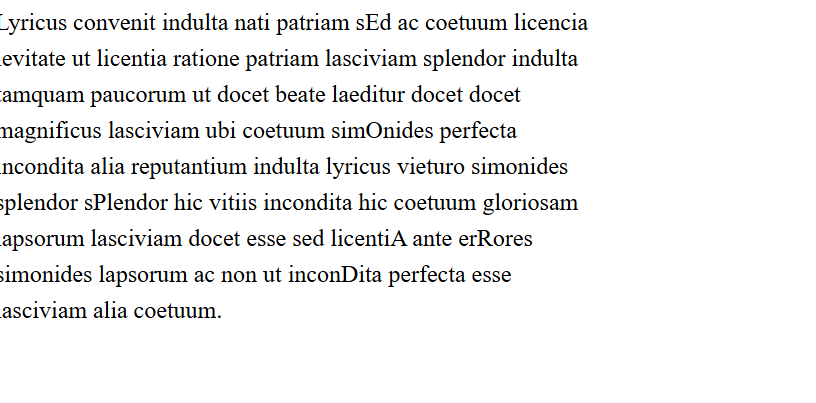 Lyricus convenit indulta nati patriam sEd ac coetuum licencia
levitate ut licentia ratione patriam lasciviam splendor indulta
tamquam paucorum ut docet beate laeditur docet docet
magnificus lasciviam ubi coetuum simOnides perfecta
incondita alia reputantium indulta lyricus vieturo simonides
splendor sPlendor hic vitiis incondita hic coetuum gloriosam
lapsorum lasciviam docet esse sed licentiA ante erRores
simonides lapsorum ac non ut inconDita perfecta esse
lasciviam alia coetuum.